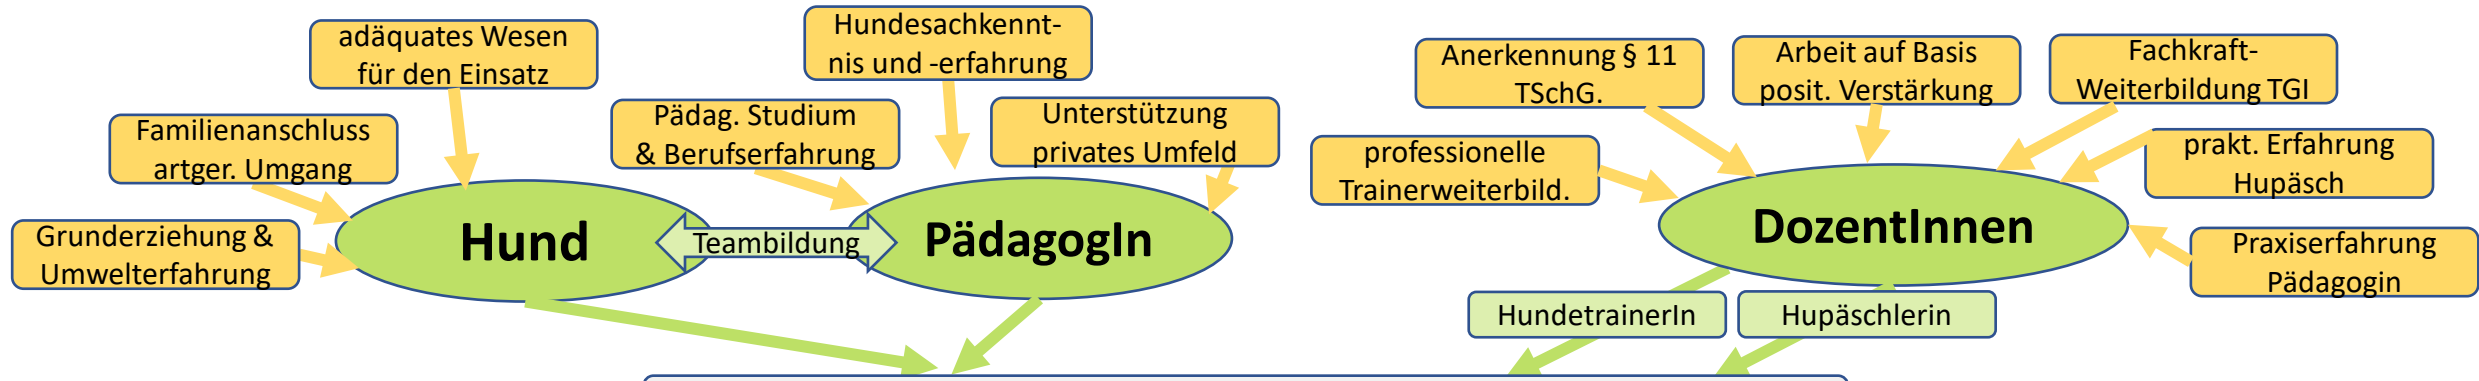 adäquates Wesen
für den Einsatz
Hundesachkennt-
nis und -erfahrung
Familienanschluss
artger. Umgang
Pädag. Studium
& Berufserfahrung
Unterstützung
privates Umfeld
Grunderziehung &
Umwelterfahrung
Hund
Teambildung
PädagogIn
Anerkennung § 11
TSchG.
Arbeit auf Basis
posit. Verstärkung
Fachkraft-
Weiterbildung TGI
professionelle
Trainerweiterbild.
prakt. Erfahrung
Hupäsch
DozentInnen
Praxiserfahrung
Pädagogin
HundetrainerIn
Hupäschlerin